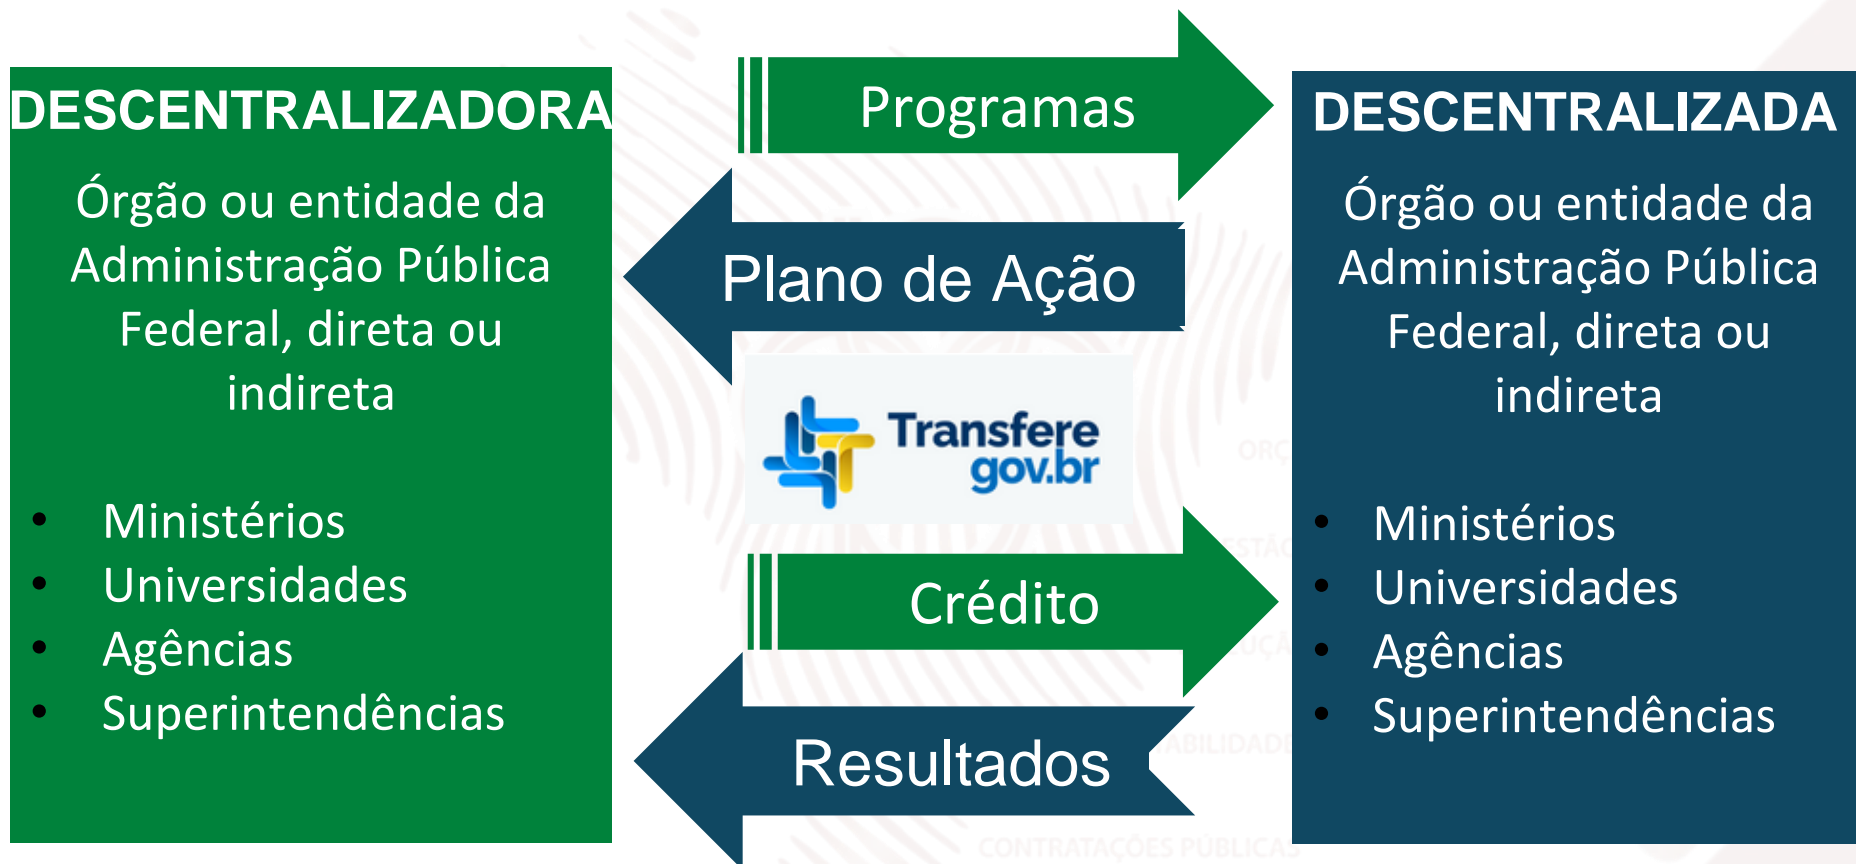 DESCENTRALIZADORA
Órgão ou entidade da
Administração Pública
Federal, direta ou
indireta
• Ministérios
• Universidades
• Agências
• Superintendências
Programas
Plano de Ação
Transfere
gov.br
Crédito
Resultados
DESCENTRALIZADA
Órgão ou entidade da
Administração Pública
Federal, direta ou
indireta
• Ministérios
• Universidades
• Agências
• Superintendências
CONTRATAÇÕES PÚBLICAS